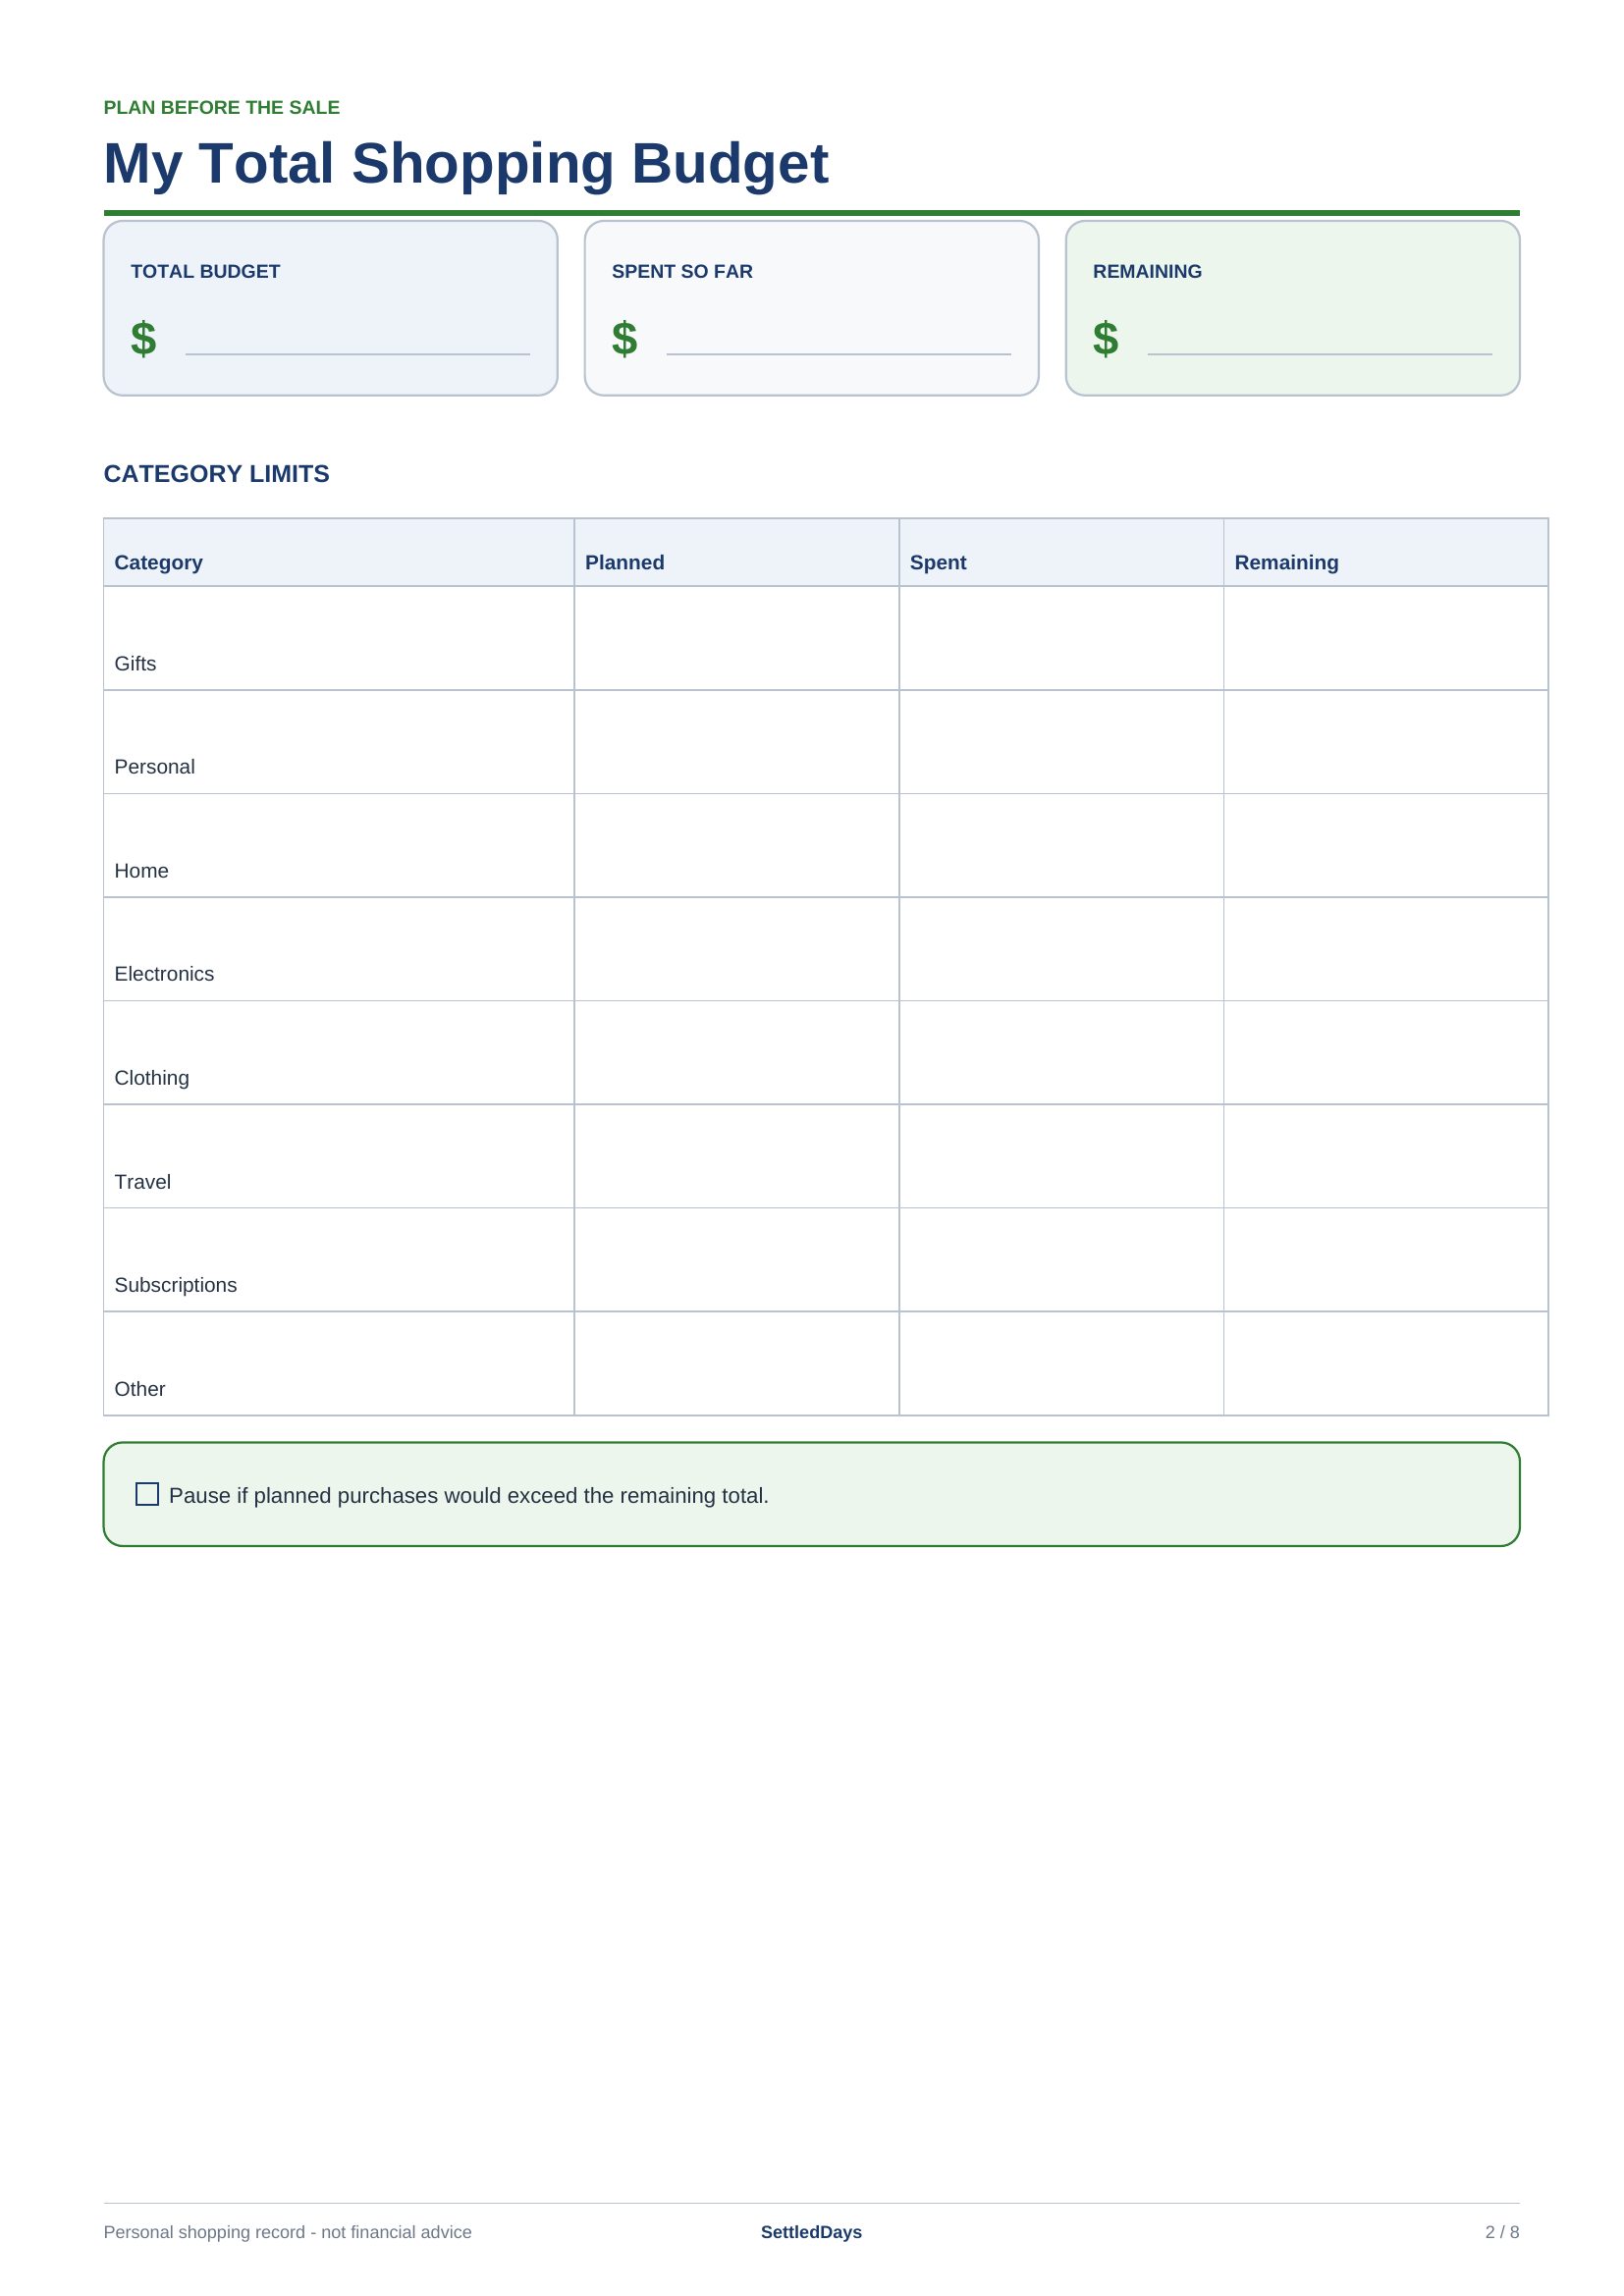 PLAN BEFORE THE SALE
My Total Shopping Budget
TOTAL BUDGET
$
SPENT SO FAR
$
REMAINING
$
CATEGORY LIMITS
Category Planned Spent Remaining
Gifts
Personal
Home
Electronics
Clothing
Travel
Subscriptions
Other
Pause if planned purchases would exceed the remaining total.
Personal shopping record - not financial advice SettledDays 2 / 8